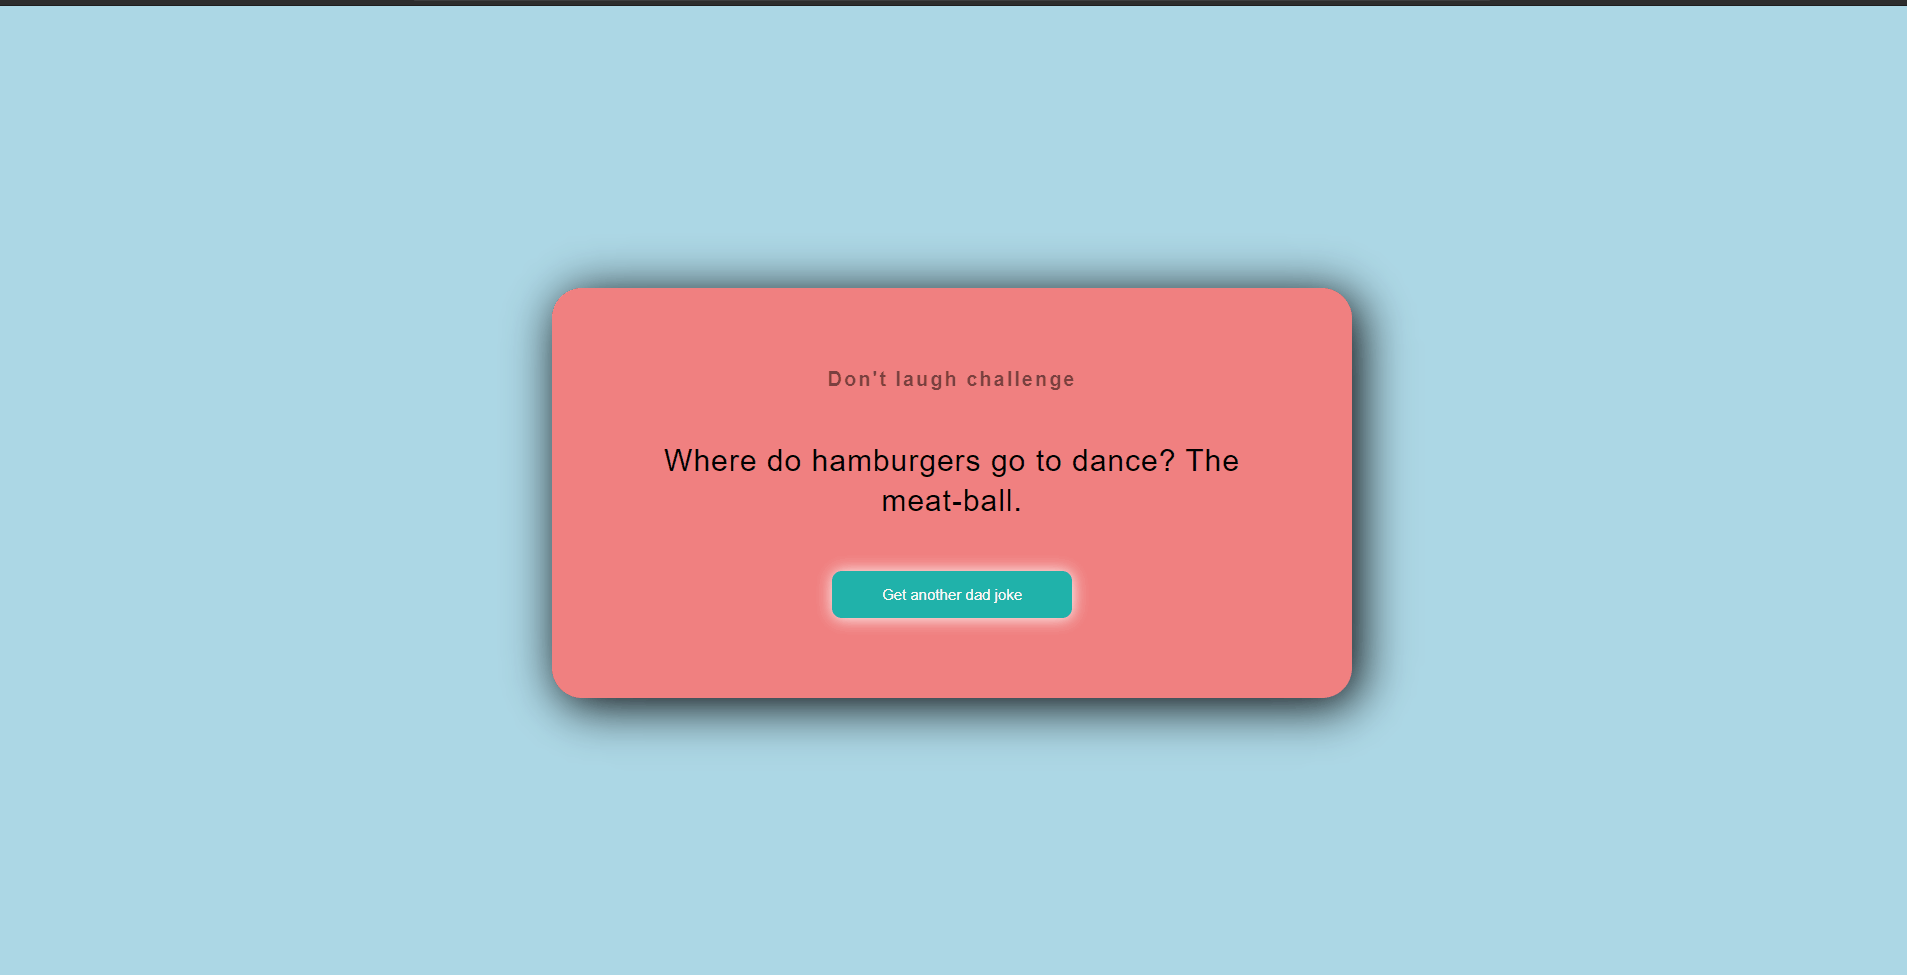 Don't laugh challenge
Where do hamburgers go to dance? The
meat-ball.
Get another dad joke